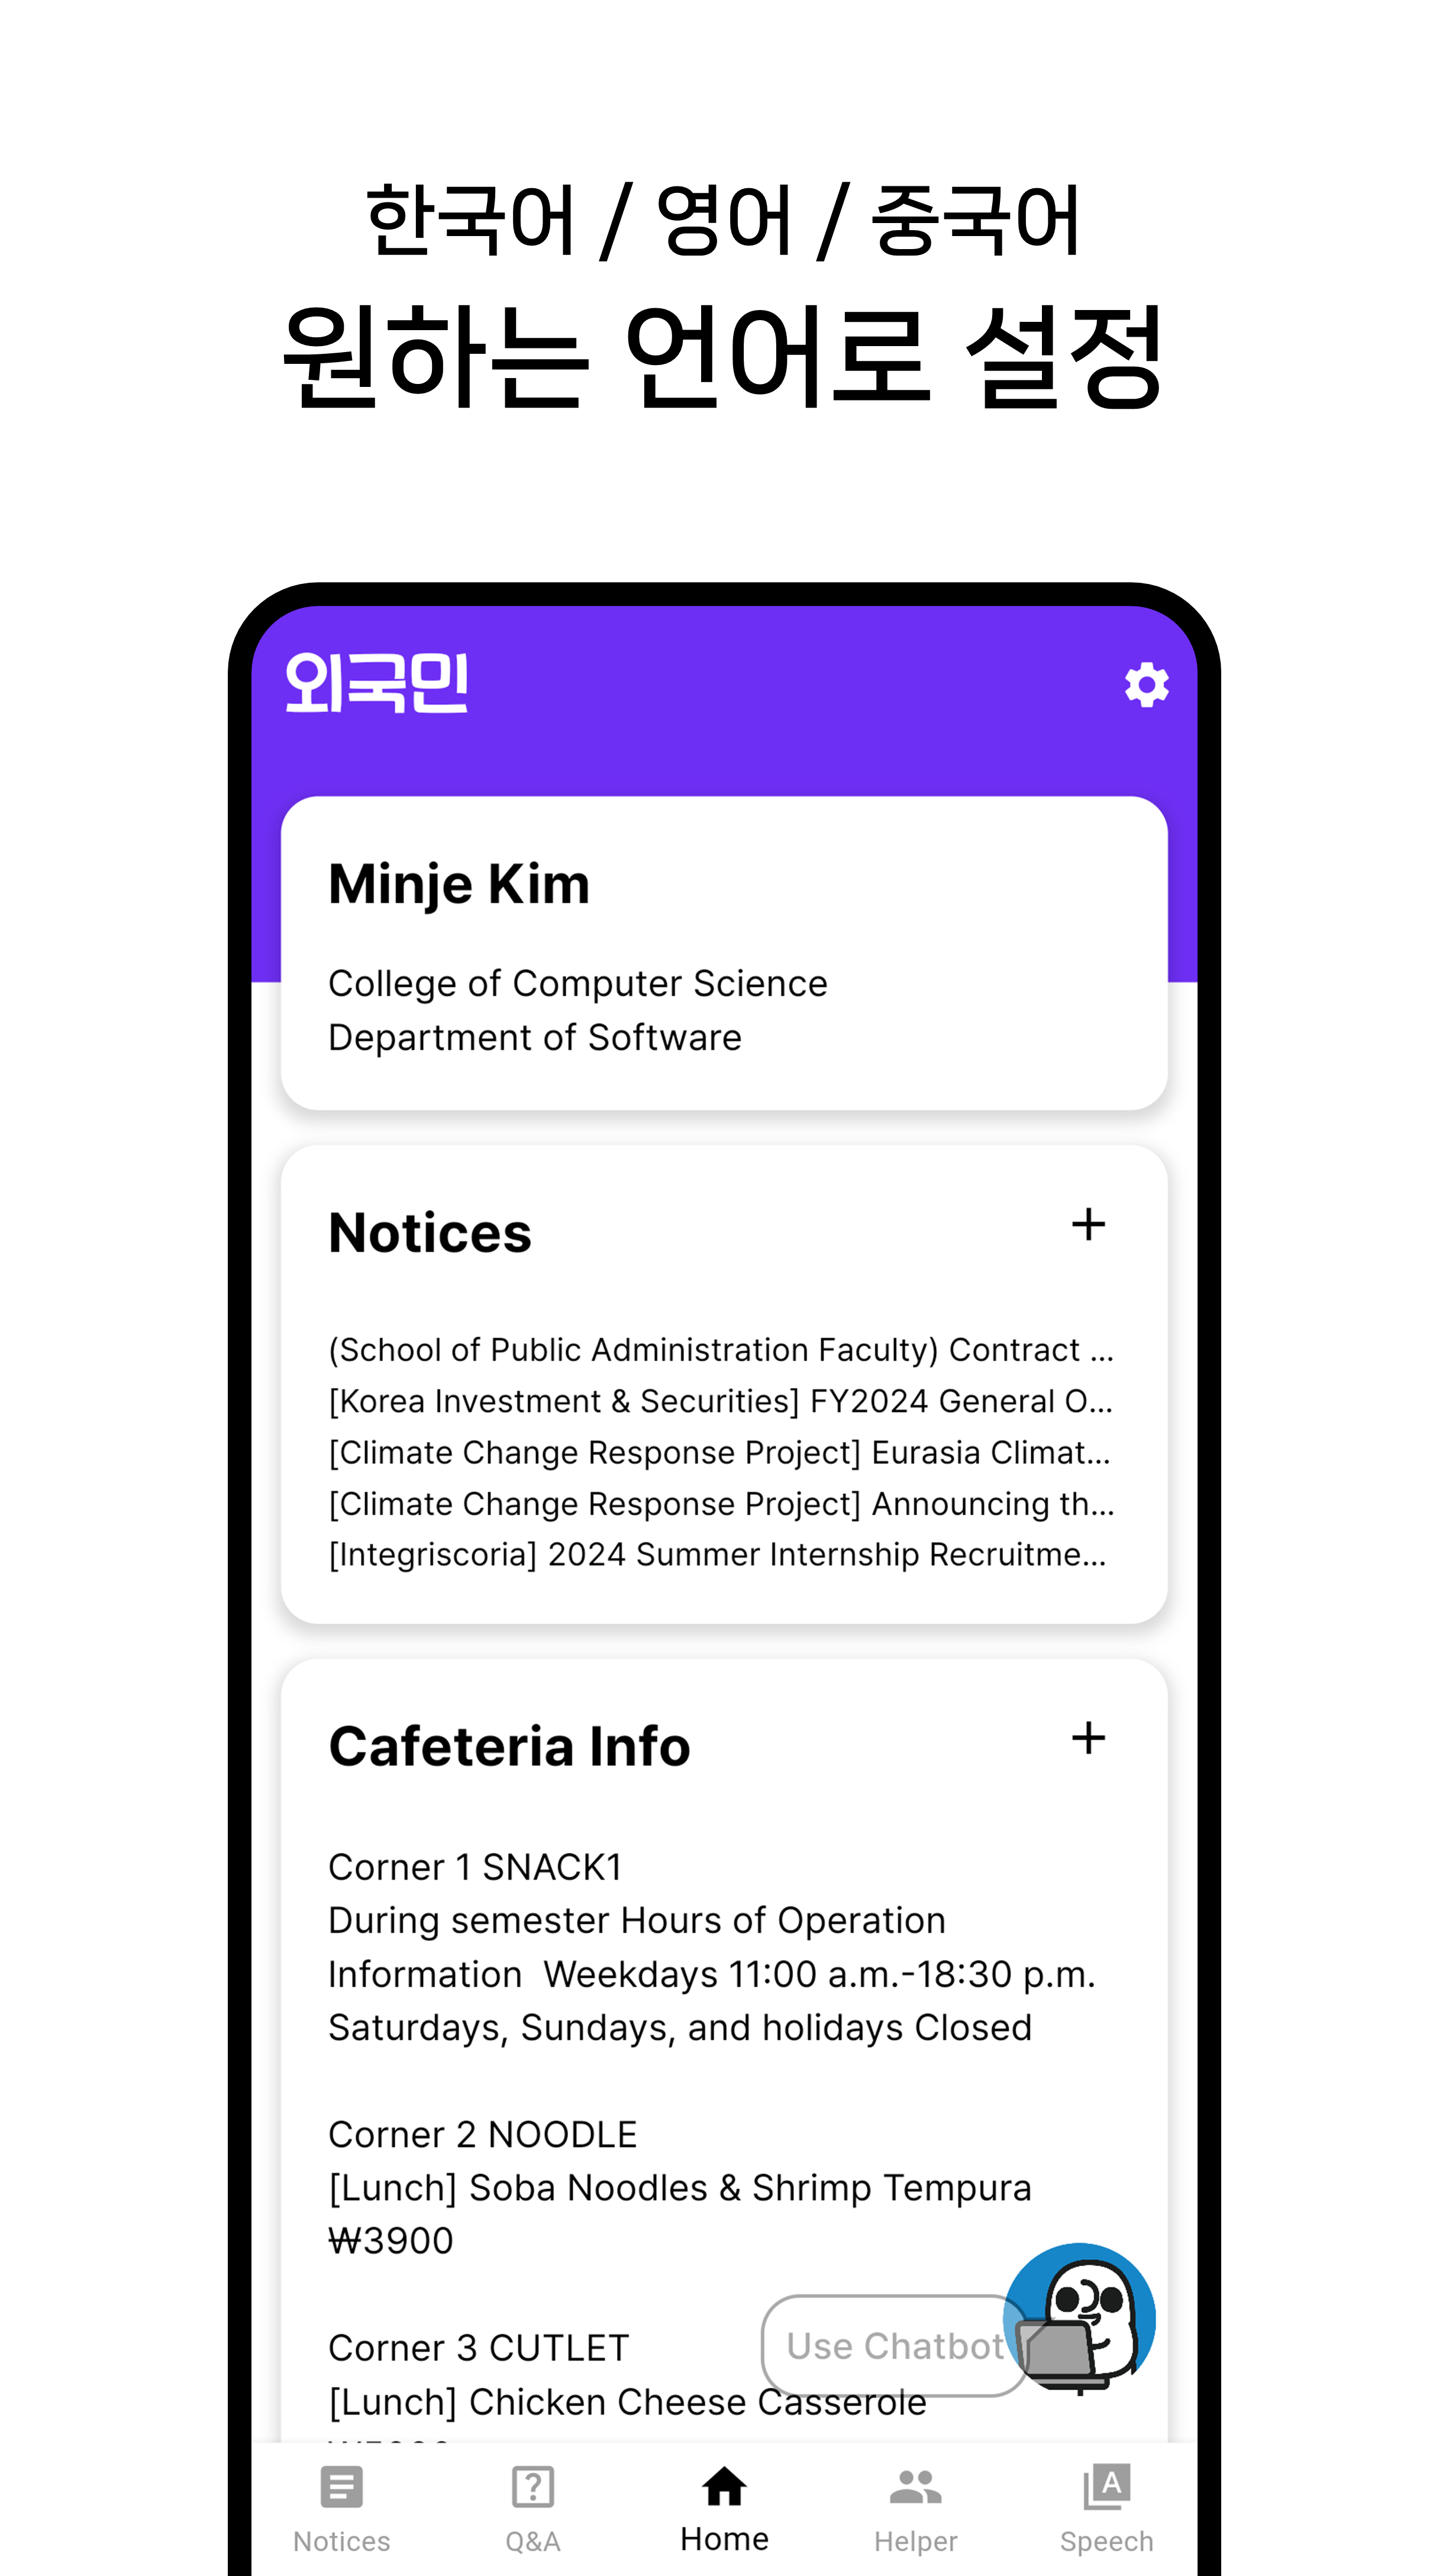 한국어 / 영어 / 중국어
원하는 언어로 설정
외국민
Minje Kim
College of Computer Science
Department of Software
Notices
+
(School of Public Administration Faculty) Contract ...
[Korea Investment & Securities] FY2024 General O...
[Climate Change Response Project] Eurasia Climat...
[Climate Change Response Project] Announcing th...
[Integriscoria] 2024 Summer Internship Recruitme...
Cafeteria Info
+
Corner 1 SNACK1
During semester Hours of Operation
Information  Weekdays 11:00 a.m.-18:30 p.m.
Saturdays, Sundays, and holidays Closed
Corner 2 NOODLE
[Lunch] Soba Noodles & Shrimp Tempura
₩3900
Corner 3 CUTLET
Use Chatbot
[Lunch] Chicken Cheese Casserole
Notices
Q&A
Home
Helper
Speech